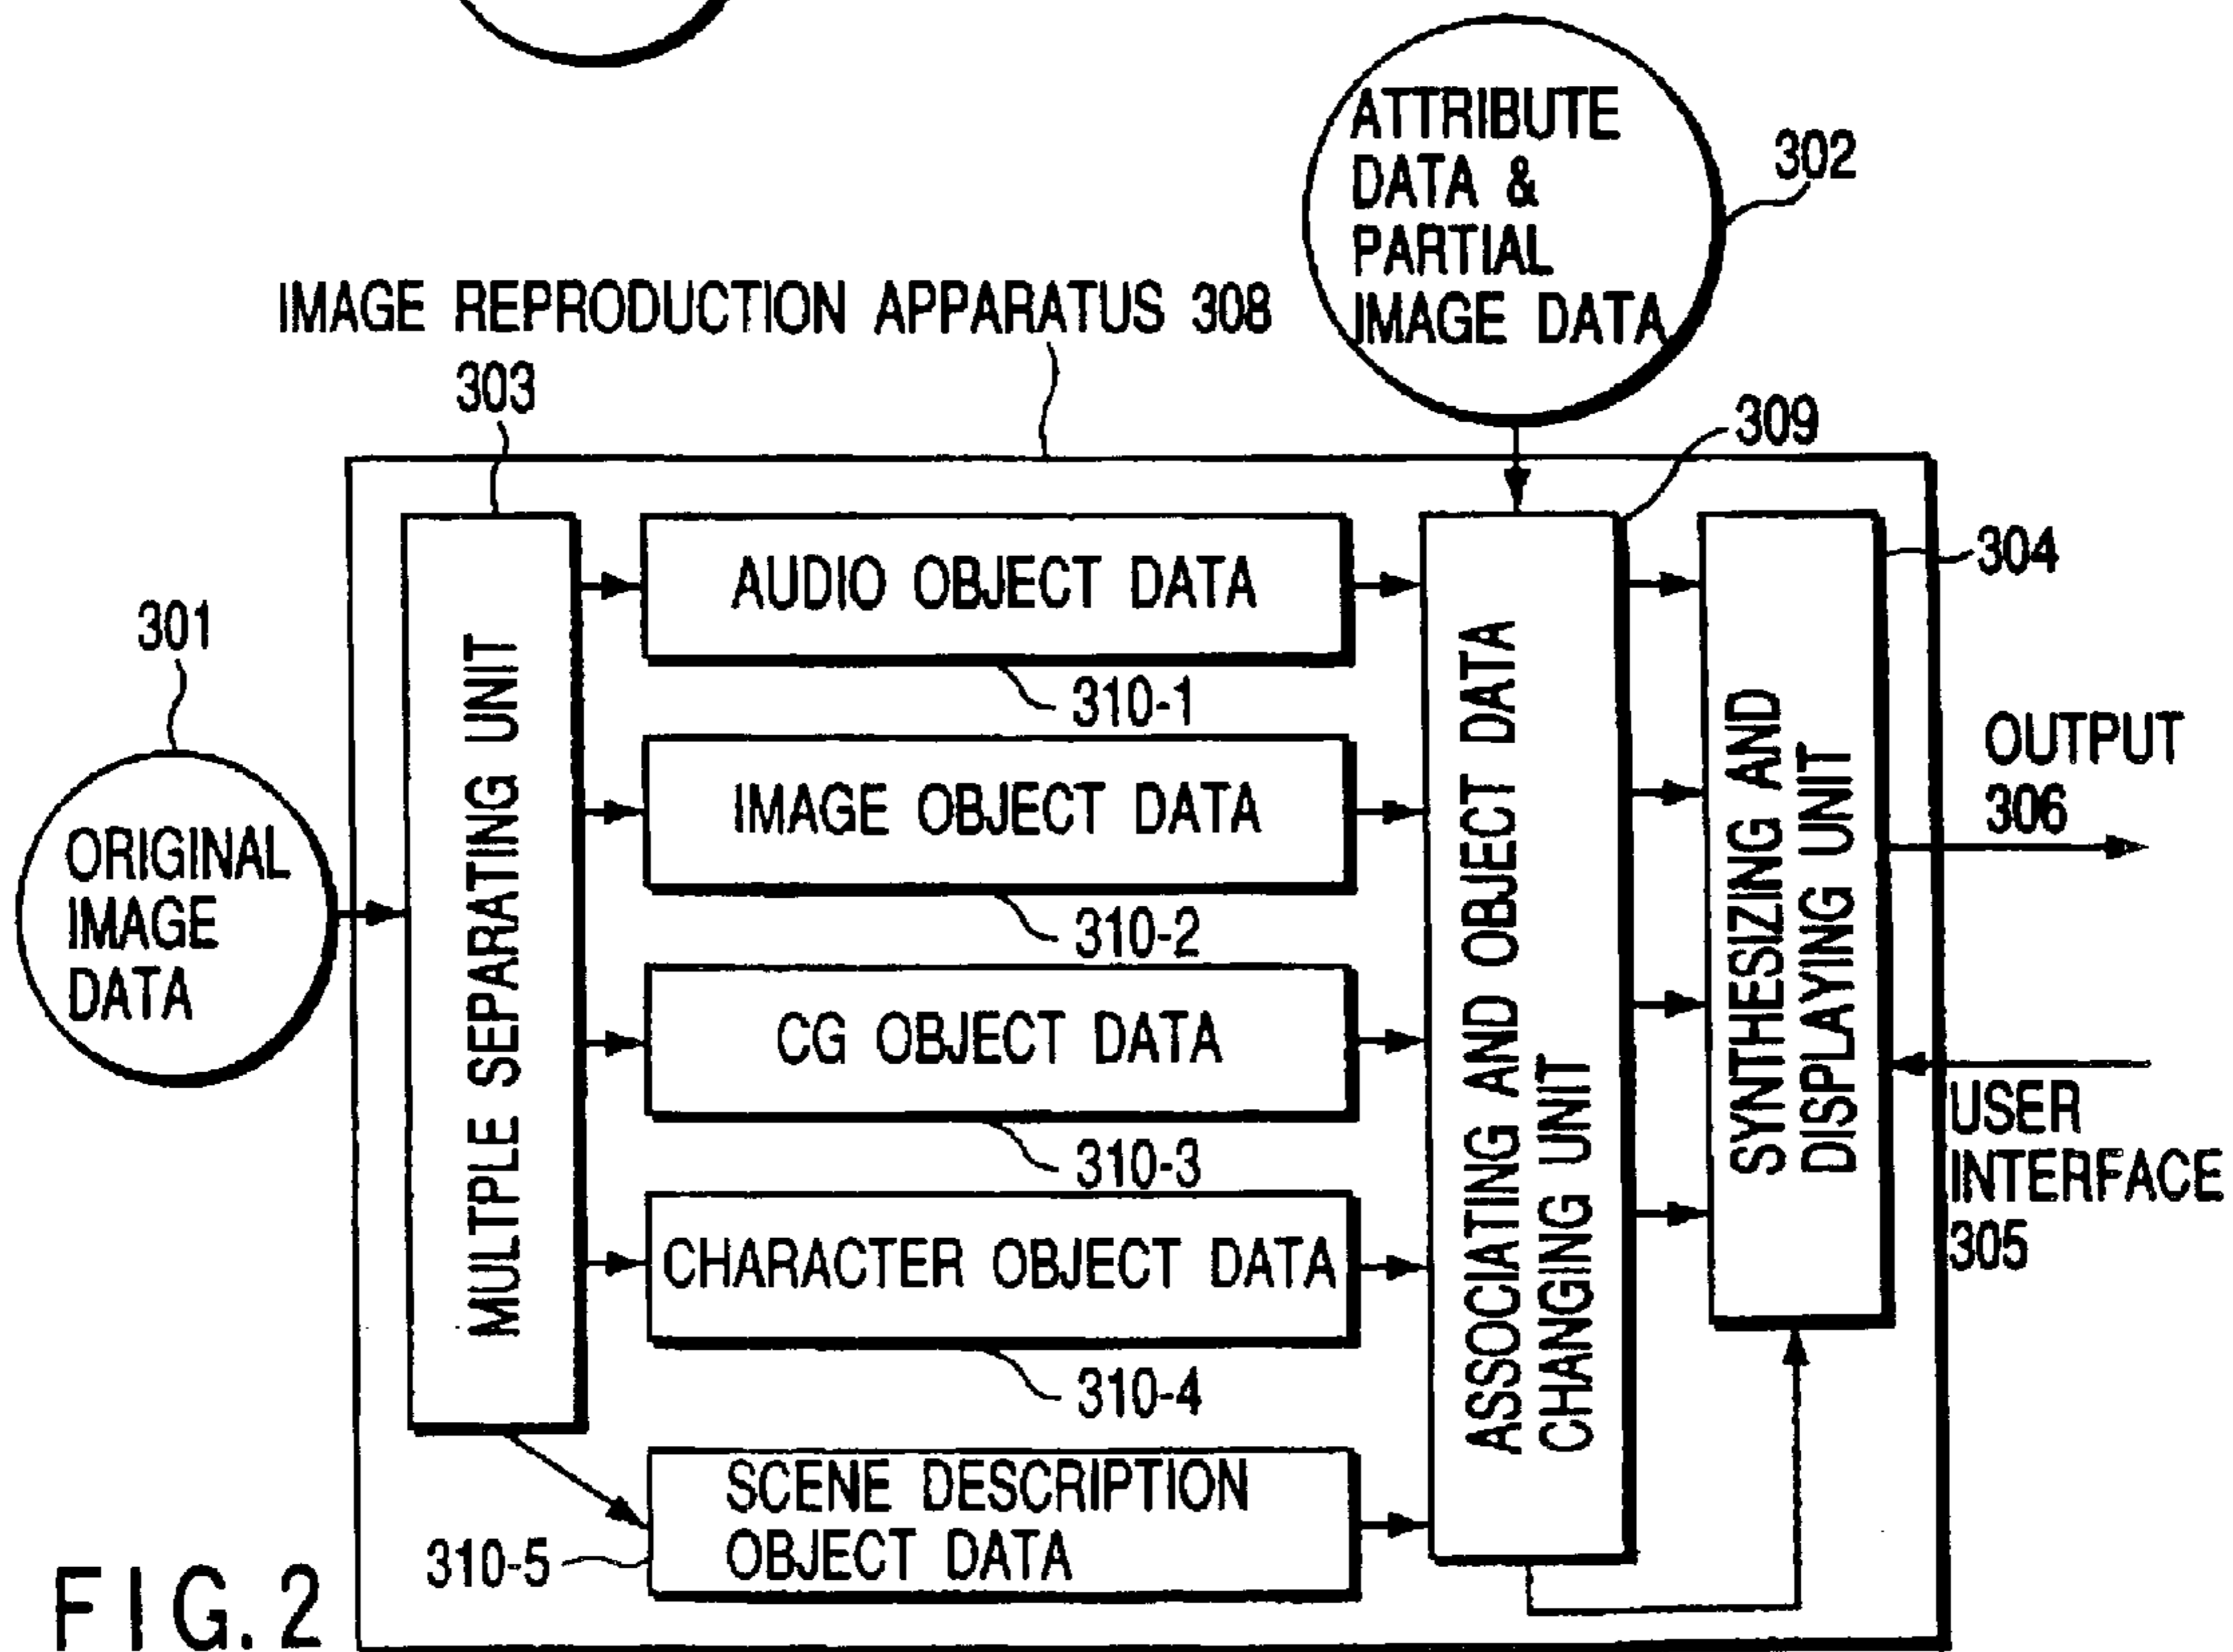 ATTRIBUTE
DATA &
PARTIAL
IMAGE DATA
302
IMAGE REPRODUCTION APPARATUS 308
303
309
301
ORIGINAL
IMAGE
DATA
MULTPLE SEPARATING UNIT
AUDIO OBJECT DATA
310-1
IMAGE OBJECT DATA
310-2
CG OBJECT DATA
310-3
CHARACTER OBJECT DATA
310-4
SCENE DESCRIPTION
OBJECT DATA
310-5
ASSOCIATING AND OBJECT DATA
CHANGING UNIT
SYNTHESIZING AND
DISPLAYING UNIT
304
OUTPUT
306
USER
INTERFACE
305
FIG. 2